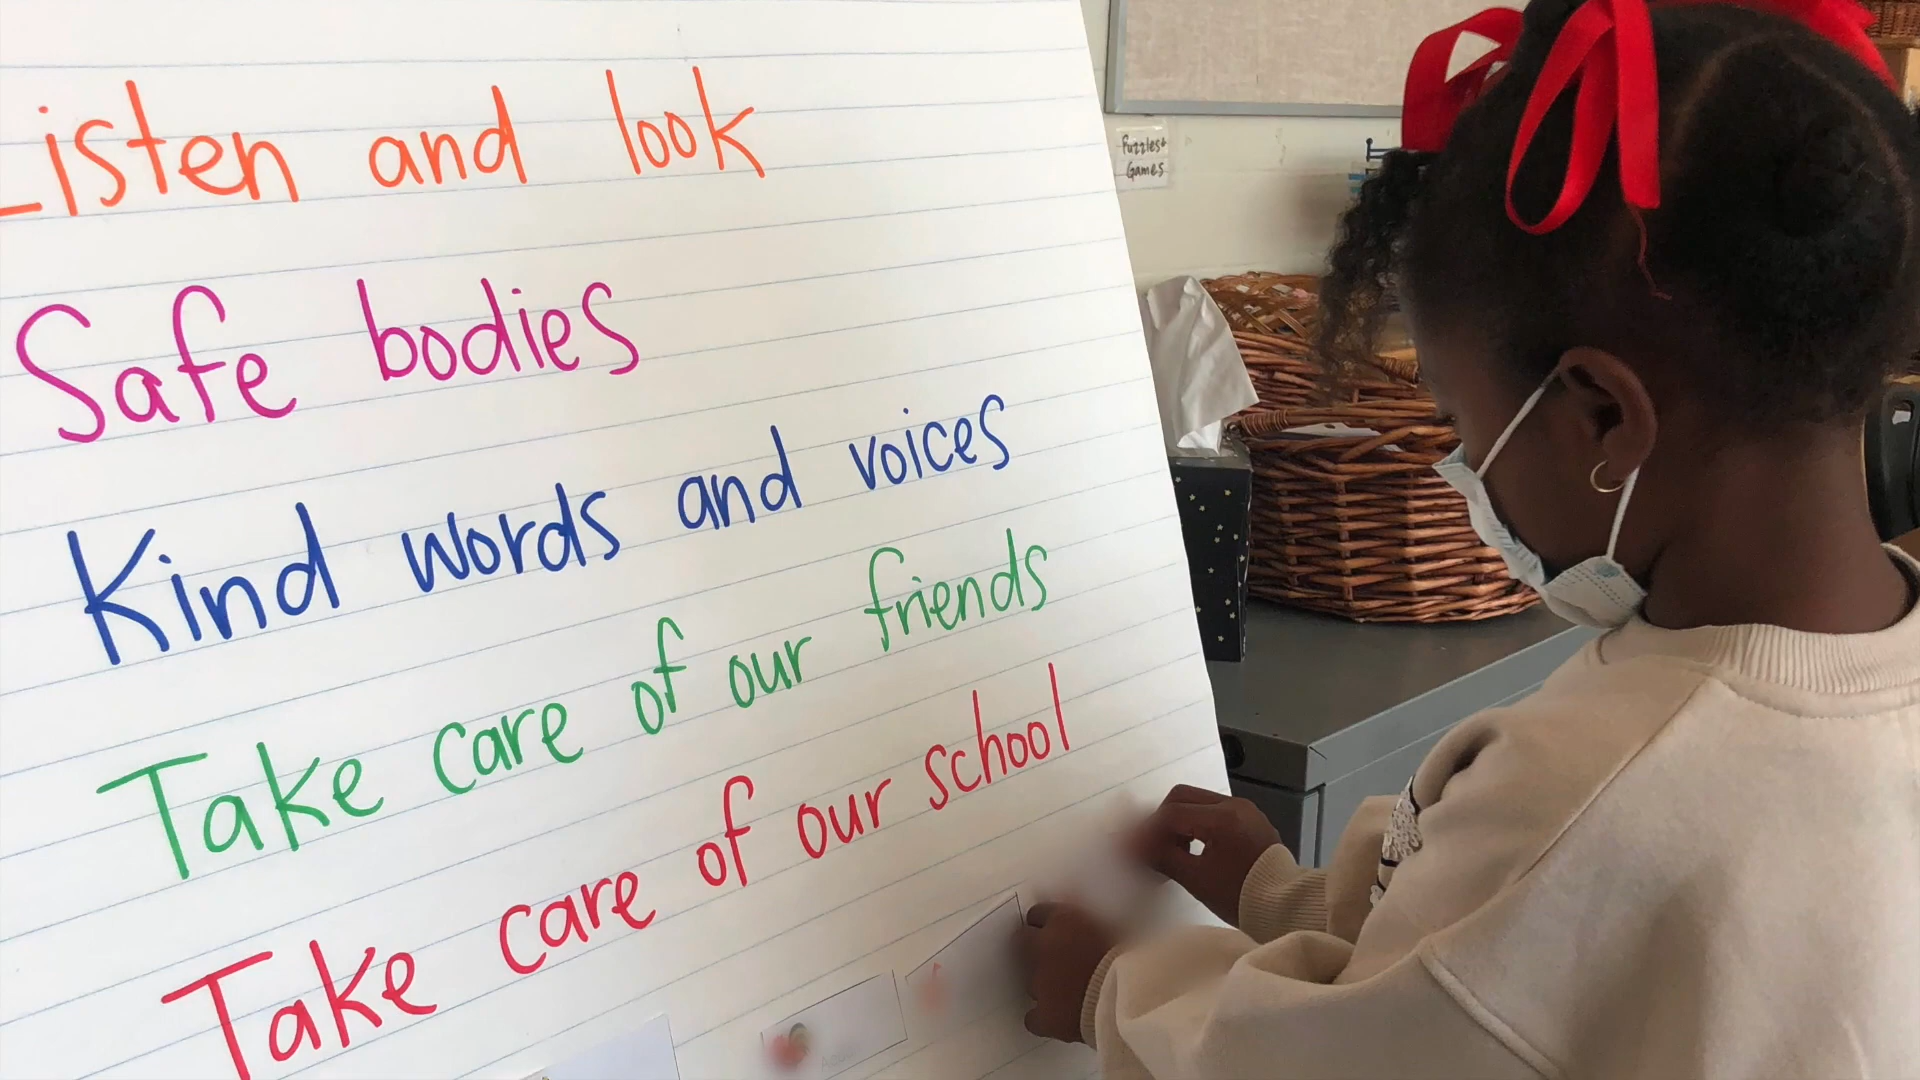 Listen and look
Safe bodies
Kind words and voices
Take care of our friends
Take care of our school
Puzzles &
Games